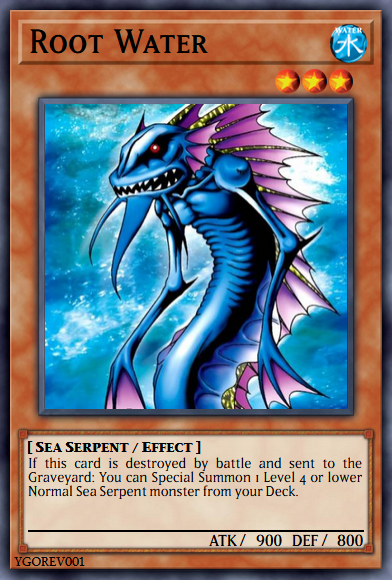 Root Water
WATER
水
[ Sea Serpent / Effect ]
If this card is destroyed by battle and sent to the
Graveyard: You can Special Summon 1 Level 4 or lower
Normal Sea Serpent monster from your Deck.
ATK / 900 DEF / 800
YGOREV001